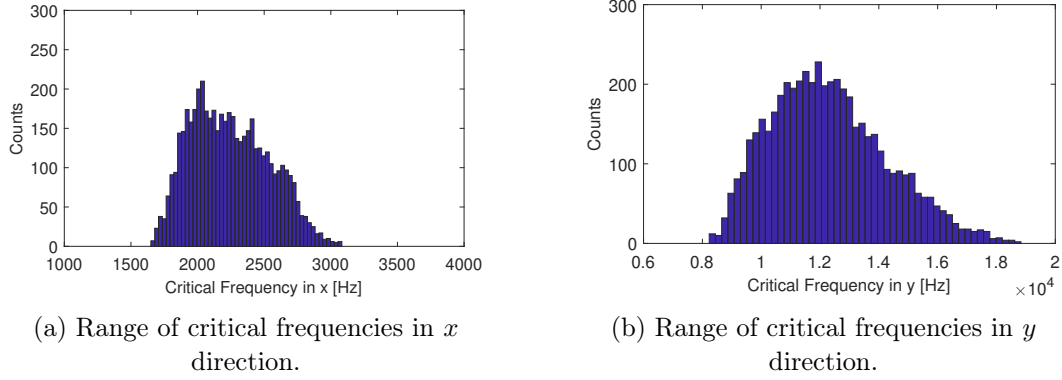 300
250
200
150
100
50
0
Counts
1000 1500 2000 2500 3000 3500 4000
Critical Frequency in x [Hz]
(a) Range of critical frequencies in x
direction.
300
200
100
0
Counts
0.6 0.8 1 1.2 1.4 1.6 1.8 2
Critical Frequency in y [Hz]
×10⁴
(b) Range of critical frequencies in y
direction.